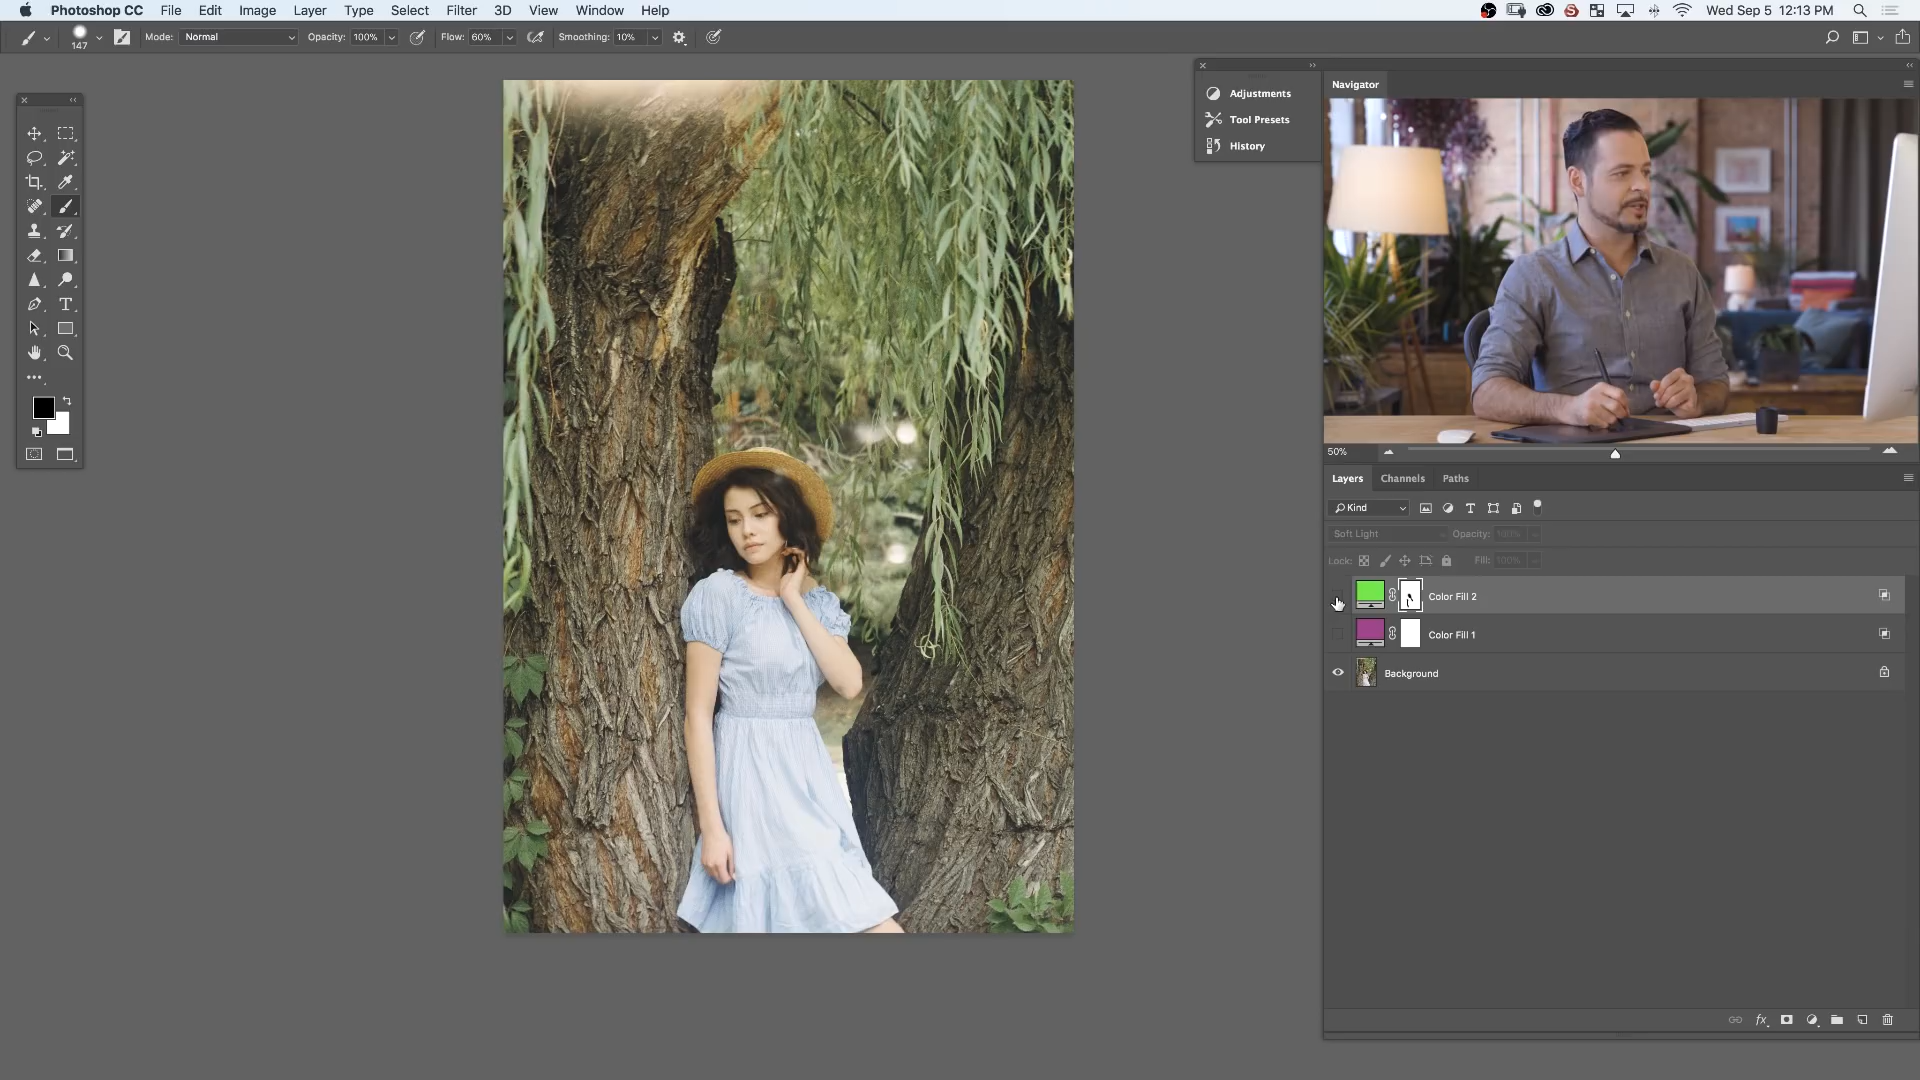 Photoshop CC File Edit Image Layer Type Select Filter 3D View Window Help Wed Sep 5 12:13 PM
147 Mode: Normal Opacity: 100% Flow: 60% Smoothing: 10%
Adjustments
Tool Presets
History
Navigator
50%
Layers Channels Paths
Kind
Soft Light Opacity: 100%
Lock: Fill: 100%
Color Fill 2
Color Fill 1
Background
fx